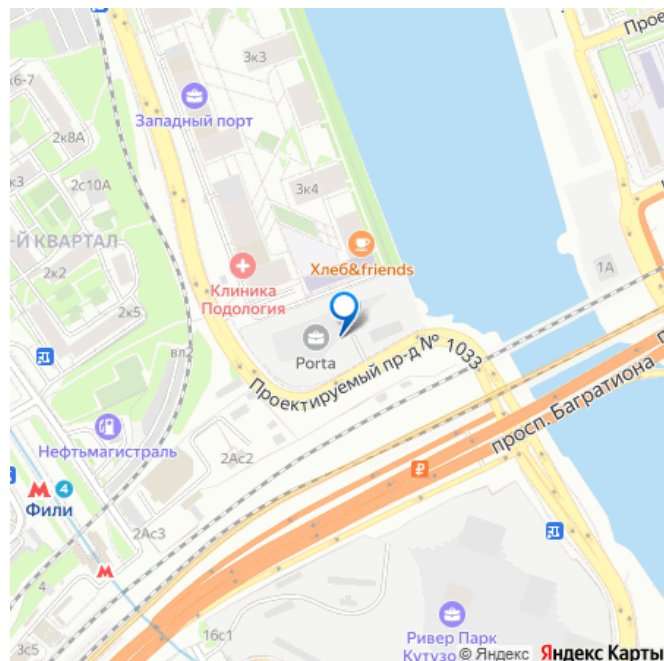 Прое
к6-7
3к3
Западный порт
2к8А
к3
2с10А
3к4
-Й КВАРТАЛ
Хлеб&friends
1А
2к2
Клиника
Подология
2к5
вл2
Porta
Проектируемый пр-д № 1033
просп. Багратиона
Нефтьмагистраль
2Ас2
₽
М 4
Фили
2Ас3
М
4
16с1
3с5
Ривер Парк
Кутузо
© Яндекс Яндекс Карты